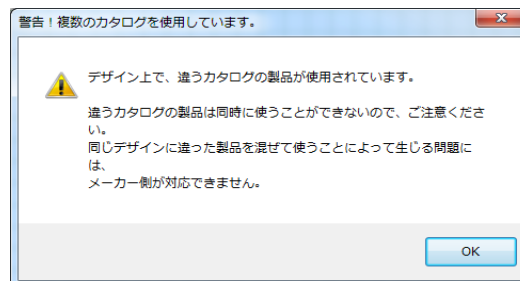 警告！複数のカタログを使用しています。
デザイン上で、違うカタログの製品が使用されています。
違うカタログの製品は同時に使うことができないので、ご注意くださ
い。
同じデザインに違った製品を混ぜて使うことによって生じる問題に
は、
メーカー側が対応できません。
OK